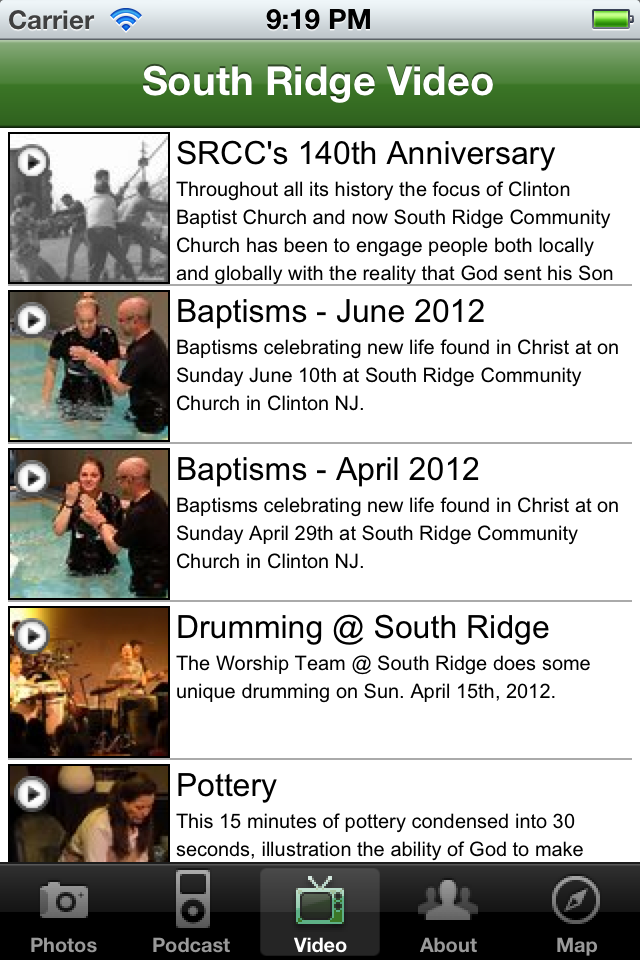 Carrier 9:19 PM
South Ridge Video
SRCC's 140th Anniversary
Throughout all its history the focus of Clinton
Baptist Church and now South Ridge Community
Church has been to engage people both locally
and globally with the reality that God sent his Son
Baptisms - June 2012
Baptisms celebrating new life found in Christ at on
Sunday June 10th at South Ridge Community
Church in Clinton NJ.
Baptisms - April 2012
Baptisms celebrating new life found in Christ at on
Sunday April 29th at South Ridge Community
Church in Clinton NJ.
Drumming @ South Ridge
The Worship Team @ South Ridge does some
unique drumming on Sun. April 15th, 2012.
Pottery
This 15 minutes of pottery condensed into 30
seconds, illustration the ability of God to make
Photos Podcast Video About Map